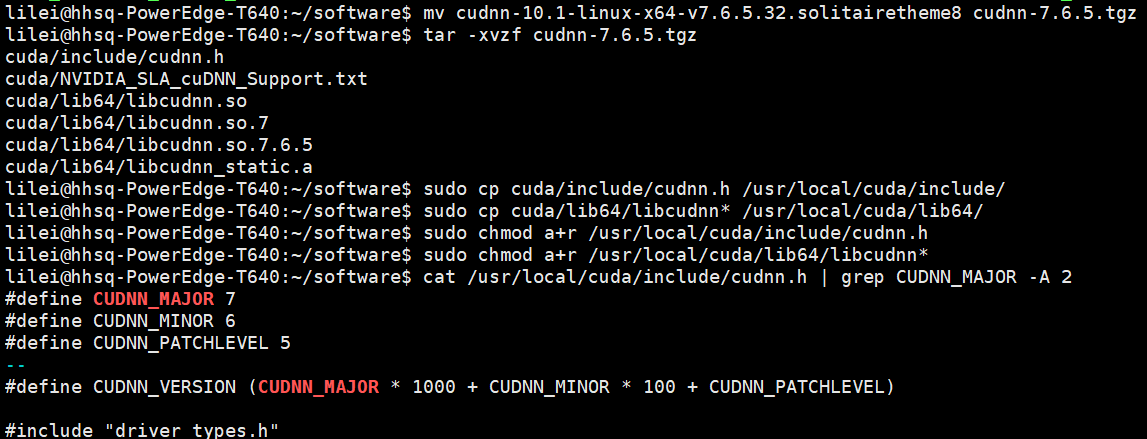 lilei@hhsq-PowerEdge-T640:~/software$ mv cudnn-10.1-linux-x64-v7.6.5.32.solitairetheme8 cudnn-7.6.5.tgz
lilei@hhsq-PowerEdge-T640:~/software$ tar -xvzf cudnn-7.6.5.tgz
cuda/include/cudnn.h
cuda/NVIDIA_SLA_cuDNN_Support.txt
cuda/lib64/libcudnn.so
cuda/lib64/libcudnn.so.7
cuda/lib64/libcudnn.so.7.6.5
cuda/lib64/libcudnn_static.a
lilei@hhsq-PowerEdge-T640:~/software$ sudo cp cuda/include/cudnn.h /usr/local/cuda/include/
lilei@hhsq-PowerEdge-T640:~/software$ sudo cp cuda/lib64/libcudnn* /usr/local/cuda/lib64/
lilei@hhsq-PowerEdge-T640:~/software$ sudo chmod a+r /usr/local/cuda/include/cudnn.h
lilei@hhsq-PowerEdge-T640:~/software$ sudo chmod a+r /usr/local/cuda/lib64/libcudnn*
lilei@hhsq-PowerEdge-T640:~/software$ cat /usr/local/cuda/include/cudnn.h | grep CUDNN_MAJOR -A 2
#define CUDNN_MAJOR 7
#define CUDNN_MINOR 6
#define CUDNN_PATCHLEVEL 5
--
#define CUDNN_VERSION (CUDNN_MAJOR * 1000 + CUDNN_MINOR * 100 + CUDNN_PATCHLEVEL)
#include "driver_types.h"